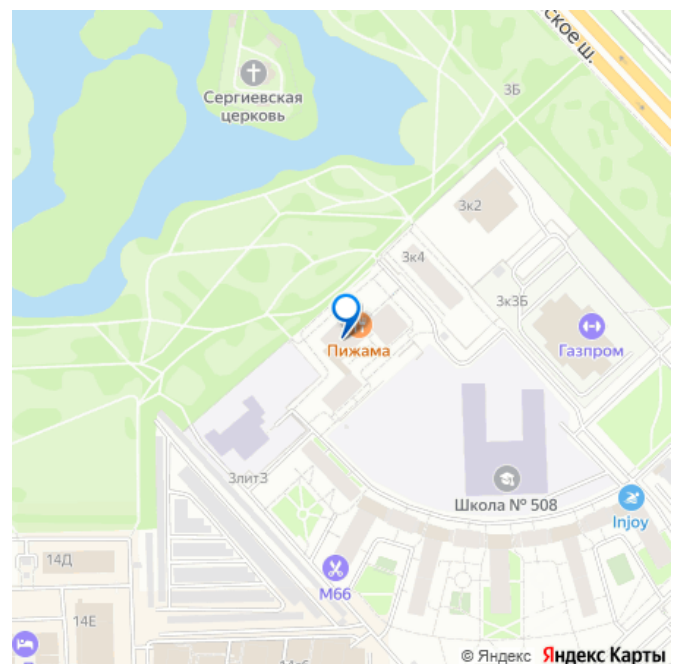 ское ш.
3Б
Сергиевская
церковь
3к2
3к4
3к3Б
Пижама
Газпром
3лит3
Школа № 508
Injoy
14Д
М66
14Е
© Яндекс Яндекс Карты